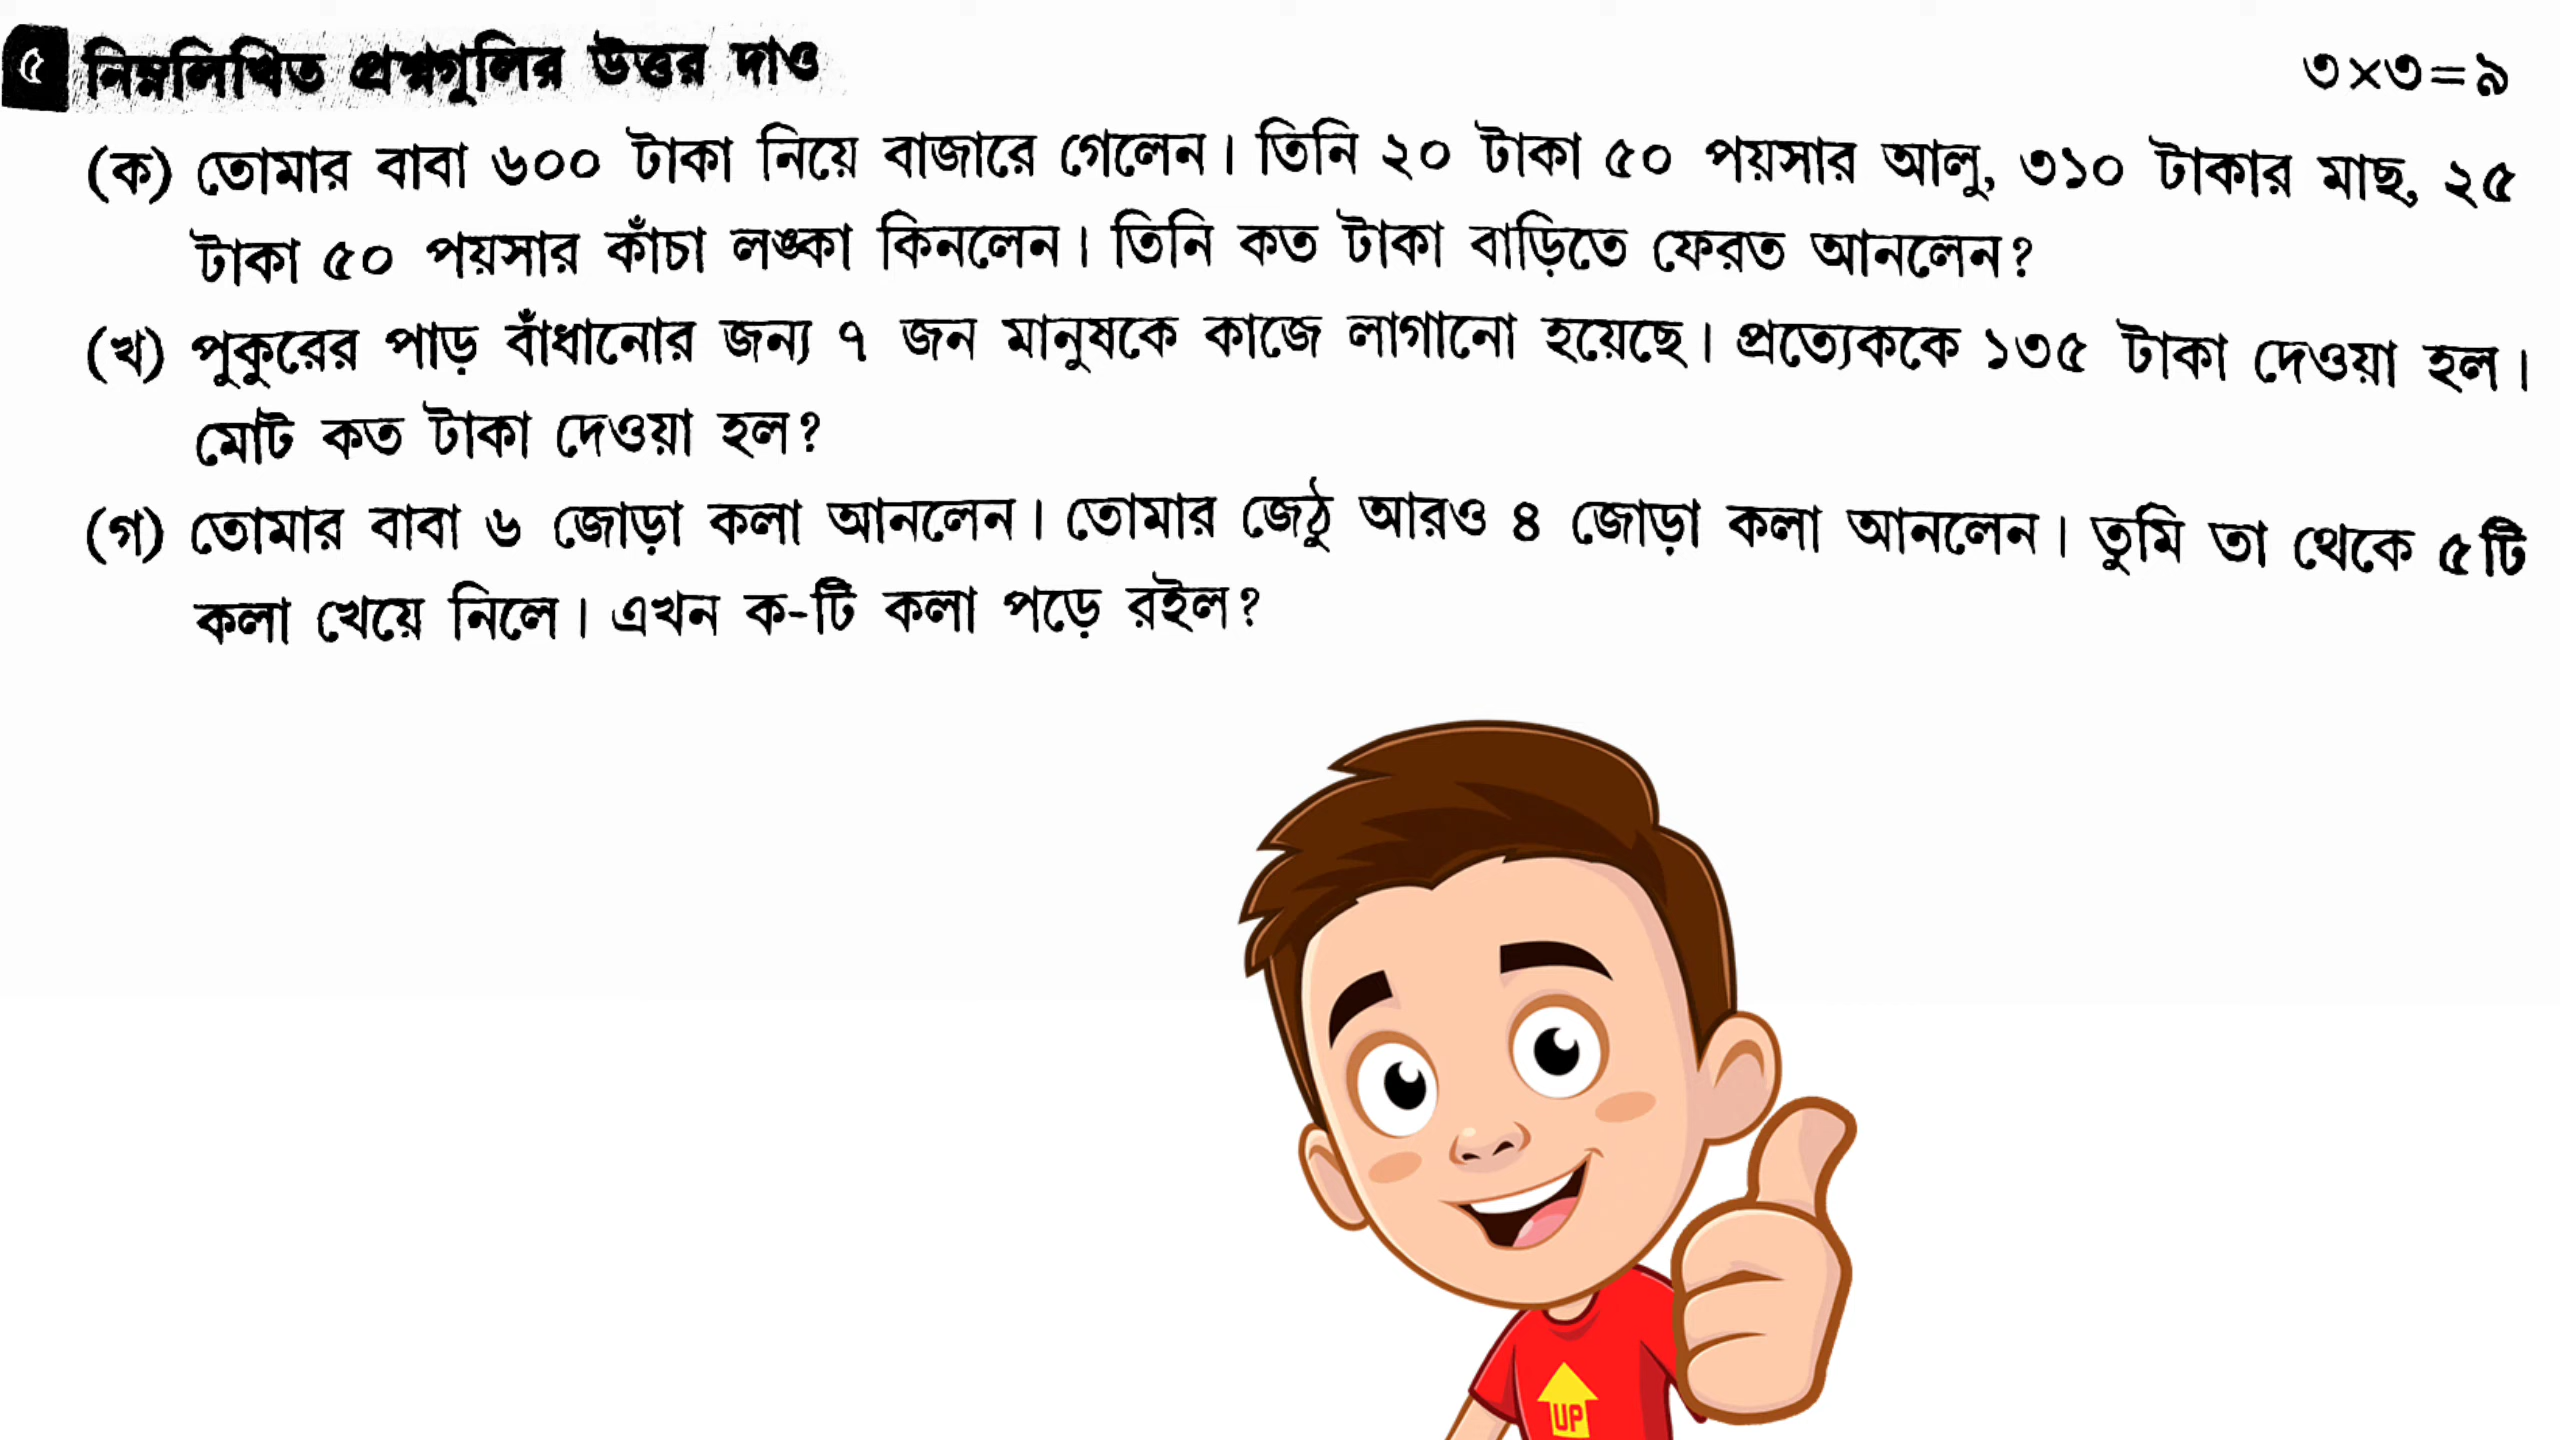 ৫ নিম্নলিখিত প্রশ্নগুলির উত্তর দাও ৩×৩=৯
(ক) তোমার বাবা ৬০০ টাকা নিয়ে বাজারে গেলেন। তিনি ২০ টাকা ৫০ পয়সার আলু, ৩১০ টাকার মাছ, ২৫
টাকা ৫০ পয়সার কাঁচা লঙ্কা কিনলেন। তিনি কত টাকা বাড়িতে ফেরত আনলেন?
(খ) পুকুরের পাড় বাঁধানোর জন্য ৭ জন মানুষকে কাজে লাগানো হয়েছে। প্রত্যেককে ১৩৫ টাকা দেওয়া হল।
মোট কত টাকা দেওয়া হল?
(গ) তোমার বাবা ৬ জোড়া কলা আনলেন। তোমার জেঠু আরও ৪ জোড়া কলা আনলেন। তুমি তা থেকে ৫টি
কলা খেয়ে নিলে। এখন ক-টি কলা পড়ে রইল?
UP